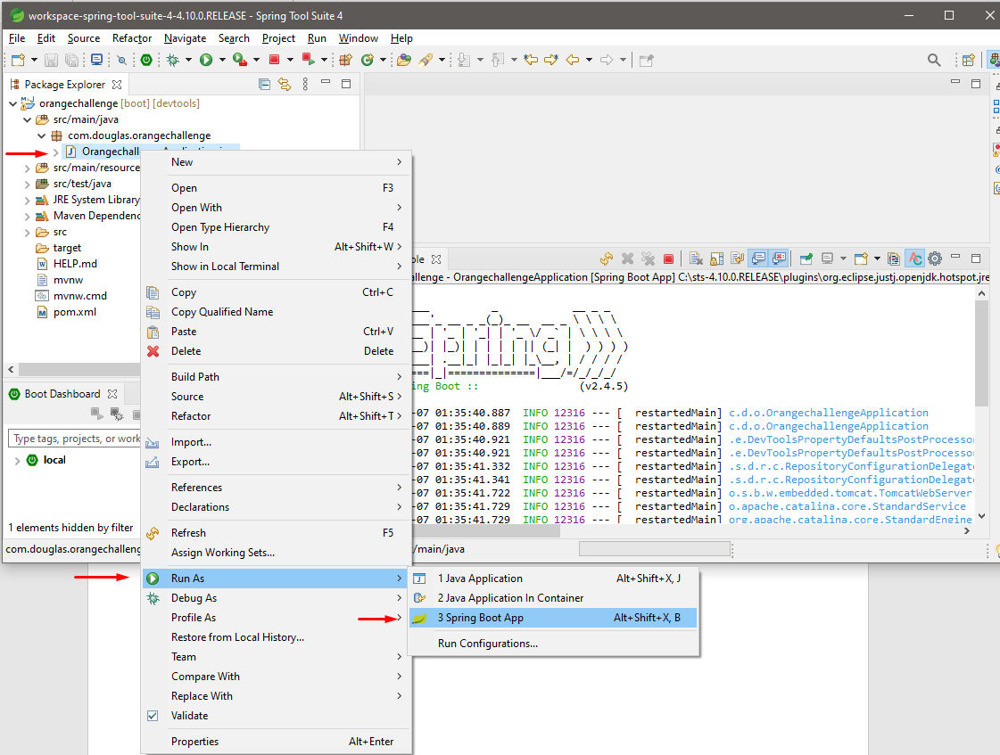 workspace-spring-tool-suite-4-4.10.0.RELEASE - Spring Tool Suite 4
File Edit Source Refactor Navigate Search Project Run Window Help
Package Explorer
orangechallenge [boot] [devtools]
src/main/java
com.douglas.orangechallenge
Orangechall
src/main/resource
src/test/java
JRE System Library
Maven Dependenc
src
target
HELP.md
mvnw
mvnw.cmd
pom.xml
Boot Dashboard
Type tags, projects, or work
local
1 elements hidden by filter
com.douglas.orangechalleng
New
Open F3
Open With
Open Type Hierarchy F4
Show In Alt+Shift+W
Show in Local Terminal
Copy Ctrl+C
Copy Qualified Name
Paste Ctrl+V
Delete Delete
Build Path
Source Alt+Shift+S
Refactor Alt+Shift+T
Import...
Export...
References
Declarations
Refresh F5
Assign Working Sets...
Run As
Debug As
Profile As
Restore from Local History...
Team
Compare With
Replace With
Validate
Properties Alt+Enter
1 Java Application Alt+Shift+X, J
2 Java Application In Container
3 Spring Boot App Alt+Shift+X, B
Run Configurations...
ole
allenge - OrangechallengeApplication [Spring Boot App] C:\sts-4.10.0.RELEASE\plugins\org.eclipse.justj.openjdk.hotspot.jre
ing Boot :: (v2.4.5)
-07 01:35:40.887 INFO 12316 --- [ restartedMain] c.d.o.OrangechallengeApplication
-07 01:35:40.889 INFO 12316 --- [ restartedMain] c.d.o.OrangechallengeApplication
-07 01:35:40.921 INFO 12316 --- [ restartedMain] .e.DevToolsPropertyDefaultsPostProcessor
-07 01:35:40.921 INFO 12316 --- [ restartedMain] .e.DevToolsPropertyDefaultsPostProcessor
-07 01:35:41.332 INFO 12316 --- [ restartedMain] .s.d.r.c.RepositoryConfigurationDelegate
-07 01:35:41.341 INFO 12316 --- [ restartedMain] .s.d.r.c.RepositoryConfigurationDelegate
-07 01:35:41.722 INFO 12316 --- [ restartedMain] o.s.b.w.embedded.tomcat.TomcatWebServer
-07 01:35:41.729 INFO 12316 --- [ restartedMain] o.apache.catalina.core.StandardService
-07 01:35:41.729 INFO 12316 --- [ restartedMain] org.apache.catalina.core.StandardEngine
/main/java